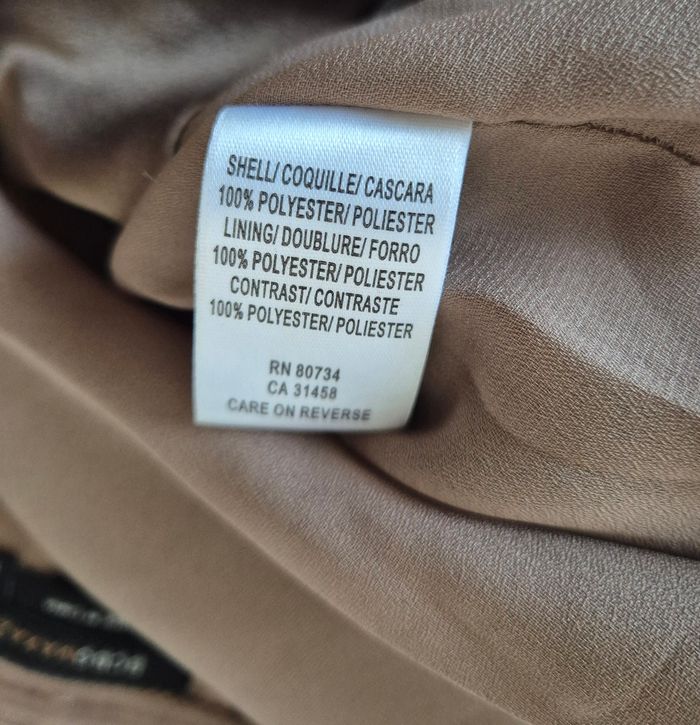 SHELL/ COQUILLE/ CASCARA
100% POLYESTER/ POLIESTER
LINING/ DOUBLURE/ FORRO
100% POLYESTER/ POLIESTER
CONTRAST/ CONTRASTE
100% POLYESTER/ POLIESTER
RN 80734
CA 31458
CARE ON REVERSE